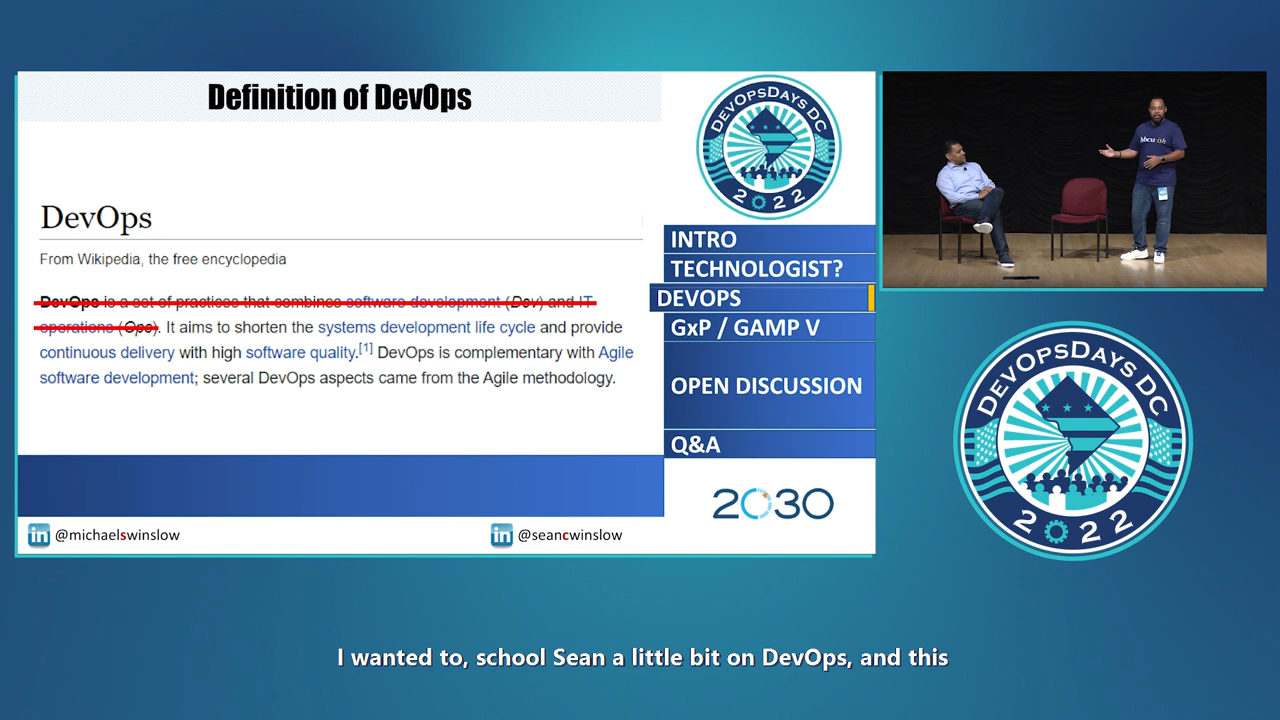 Definition of DevOps
DevOps
From Wikipedia, the free encyclopedia
DevOps is a set of practices that combines software development (Dev) and IT
operations (Ops). It aims to shorten the systems development life cycle and provide
continuous delivery with high software quality.[1] DevOps is complementary with Agile
software development; several DevOps aspects came from the Agile methodology.
DEVOPSDAYS DC
2022
INTRO
TECHNOLOGIST?
DEVOPS
GxP / GAMP V
OPEN DISCUSSION
Q&A
2030
in @michaelswinslow
in @seancwinslow
hbcuish
DEVOPSDAYS DC
2022
I wanted to, school Sean a little bit on DevOps, and this